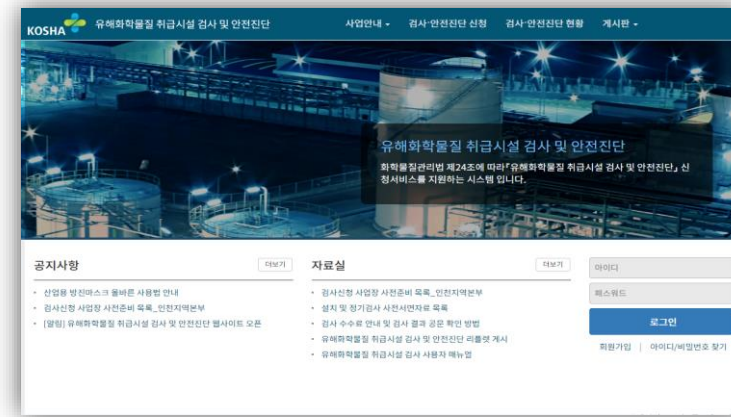 KOSHA 유해화학물질 취급시설 검사 및 안전진단
사업안내 검사·안전진단 신청 검사·안전진단 현황 게시판
유해화학물질 취급시설 검사 및 안전진단
화학물질관리법 제24조에 따라『유해화학물질 취급시설 검사 및 안전진단』 신
청서비스를 지원하는 시스템 입니다.
공지사항 더보기
산업용 방진마스크 올바른 사용법 안내
검사신청 사업장 사전준비 목록_인천지역본부
[알림] 유해화학물질 취급시설 검사 및 안전진단 웹사이트 오픈
자료실 더보기
검사신청 사업장 사전준비 목록_인천지역본부
설치 및 정기검사 사전서면자료 목록
검사 수수료 안내 및 검사 결과 공문 확인 방법
유해화학물질 취급시설 검사 및 안전진단 리플렛 게시
유해화학물질 취급시설 검사 사용자 매뉴얼
아이디
패스워드
로그인
회원가입 | 아이디/비밀번호 찾기